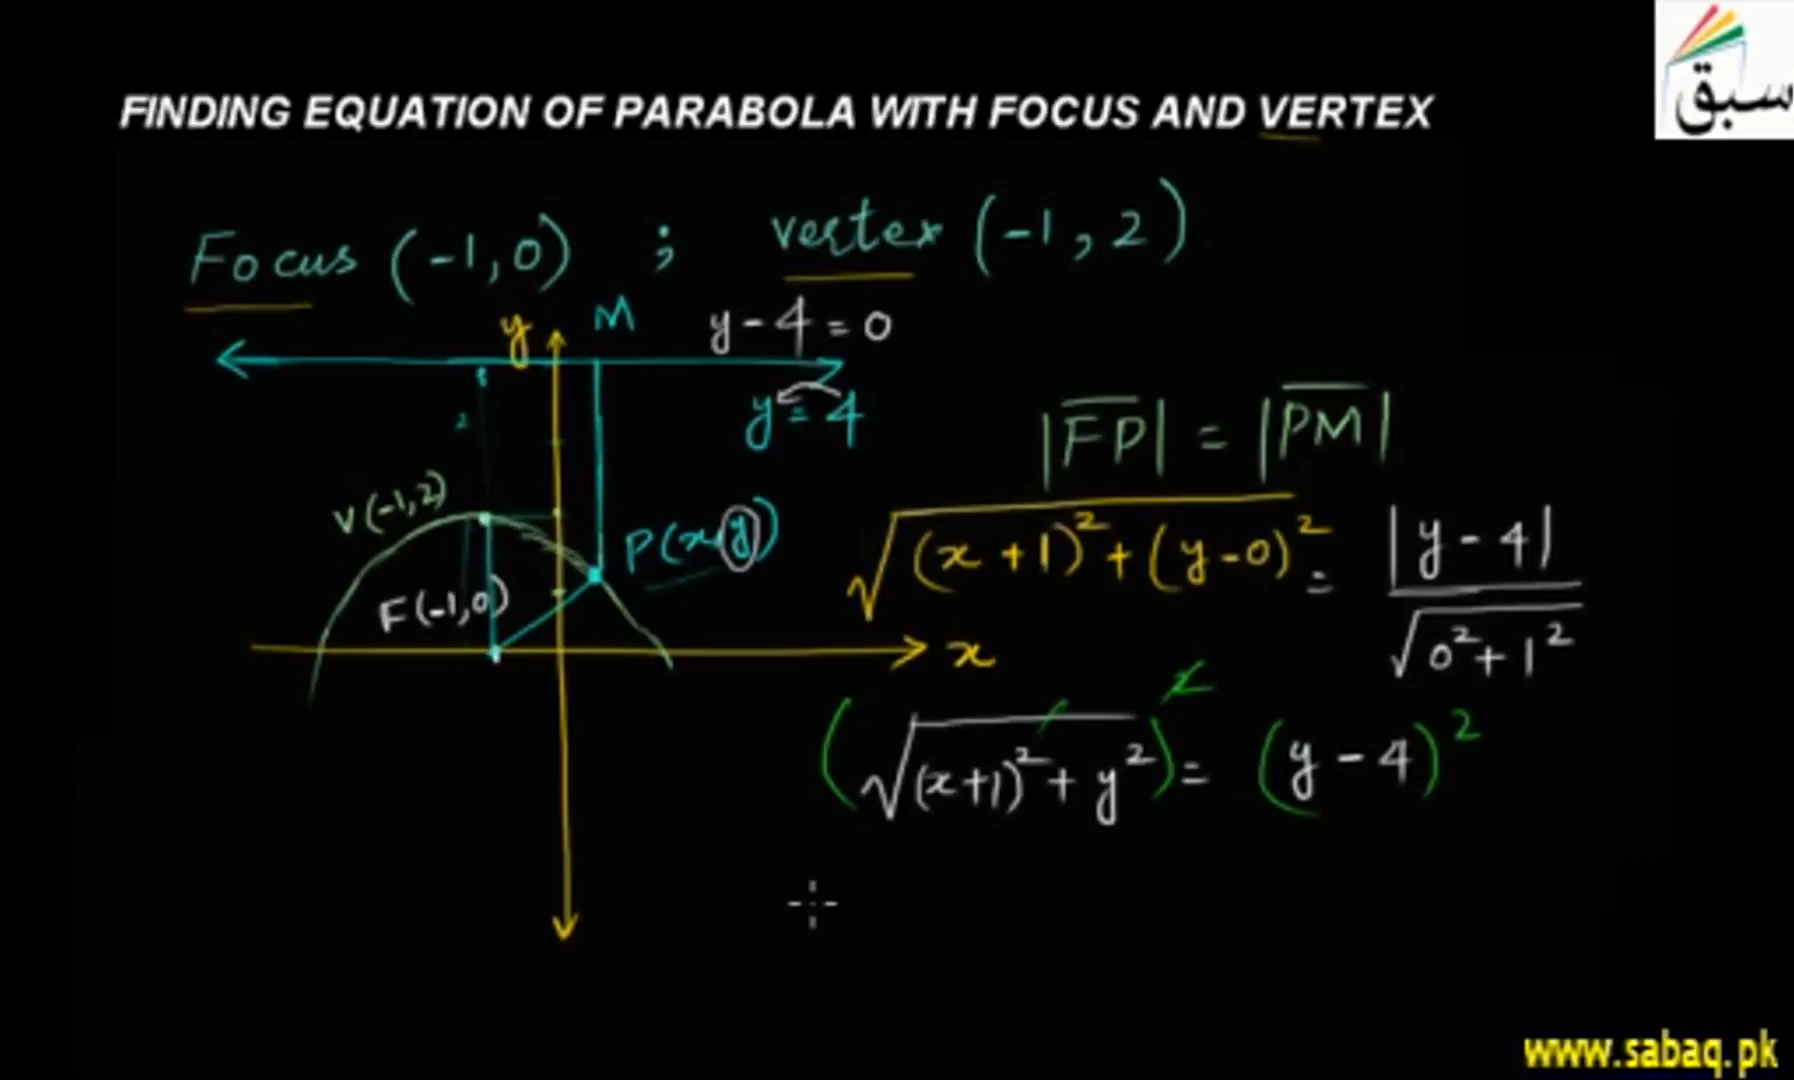 سبق
FINDING EQUATION OF PARABOLA WITH FOCUS AND VERTEX
Focus (-1,0) ; vertex (-1,2)
y M y-4=0
y=4
2
|FP| = |PM|
V(-1,2)
P(x,y)
√(x+1)²+(y-0)² = |y-4|/√0²+1²
F(-1,0)
x
(√(x+1)²+y²)² = (y-4)²
www.sabaq.pk